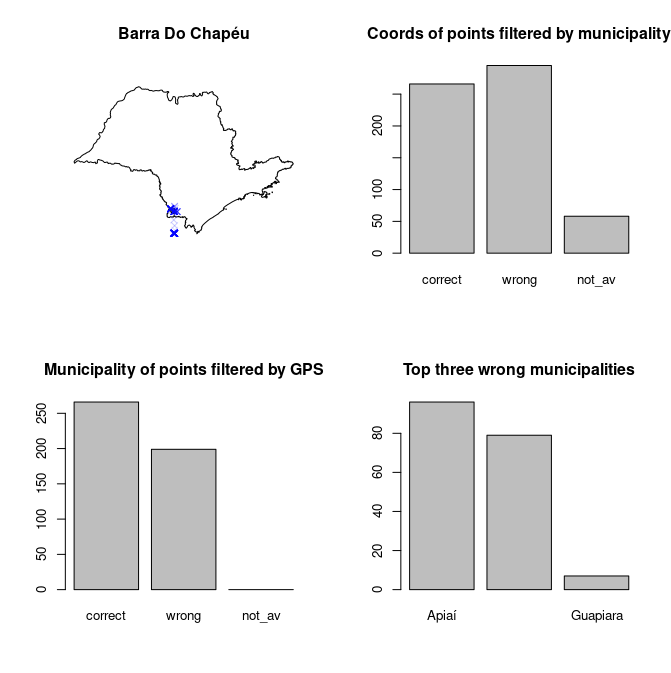 Barra Do Chapéu
Coords of points filtered by municipality
200
100
50
0
correct
wrong
not_av
Municipality of points filtered by GPS
250
200
150
100
50
0
correct
wrong
not_av
Top three wrong municipalities
80
60
40
20
0
Apiaí
Guapiara